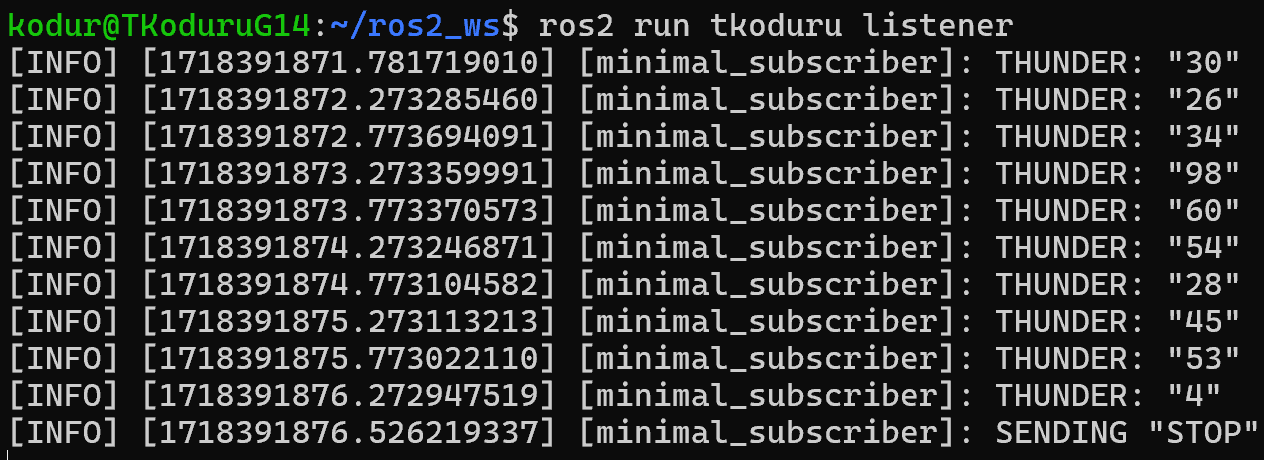 kodur@TKoduruG14:~/ros2_ws$ ros2 run tkoduru listener
[INFO] [1718391871.781719010] [minimal_subscriber]: THUNDER: "30"
[INFO] [1718391872.273285460] [minimal_subscriber]: THUNDER: "26"
[INFO] [1718391872.773694091] [minimal_subscriber]: THUNDER: "34"
[INFO] [1718391873.273359991] [minimal_subscriber]: THUNDER: "98"
[INFO] [1718391873.773370573] [minimal_subscriber]: THUNDER: "60"
[INFO] [1718391874.273246871] [minimal_subscriber]: THUNDER: "54"
[INFO] [1718391874.773104582] [minimal_subscriber]: THUNDER: "28"
[INFO] [1718391875.273113213] [minimal_subscriber]: THUNDER: "45"
[INFO] [1718391875.773022110] [minimal_subscriber]: THUNDER: "53"
[INFO] [1718391876.272947519] [minimal_subscriber]: THUNDER: "4"
[INFO] [1718391876.526219337] [minimal_subscriber]: SENDING "STOP"